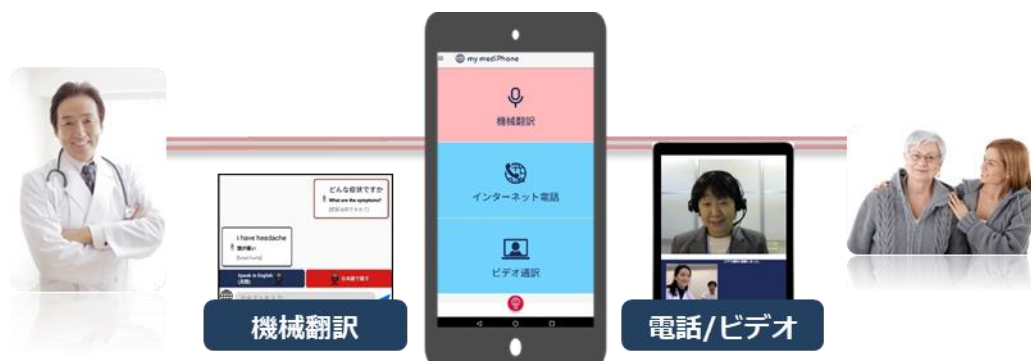 my mediPhone
機械翻訳
インターネット電話
ビデオ通訳
どんな症状ですか
What are the symptoms?
I have headache
頭が痛い
Speak in English
(英語)
日本語で話す
機械翻訳
電話/ビデオ